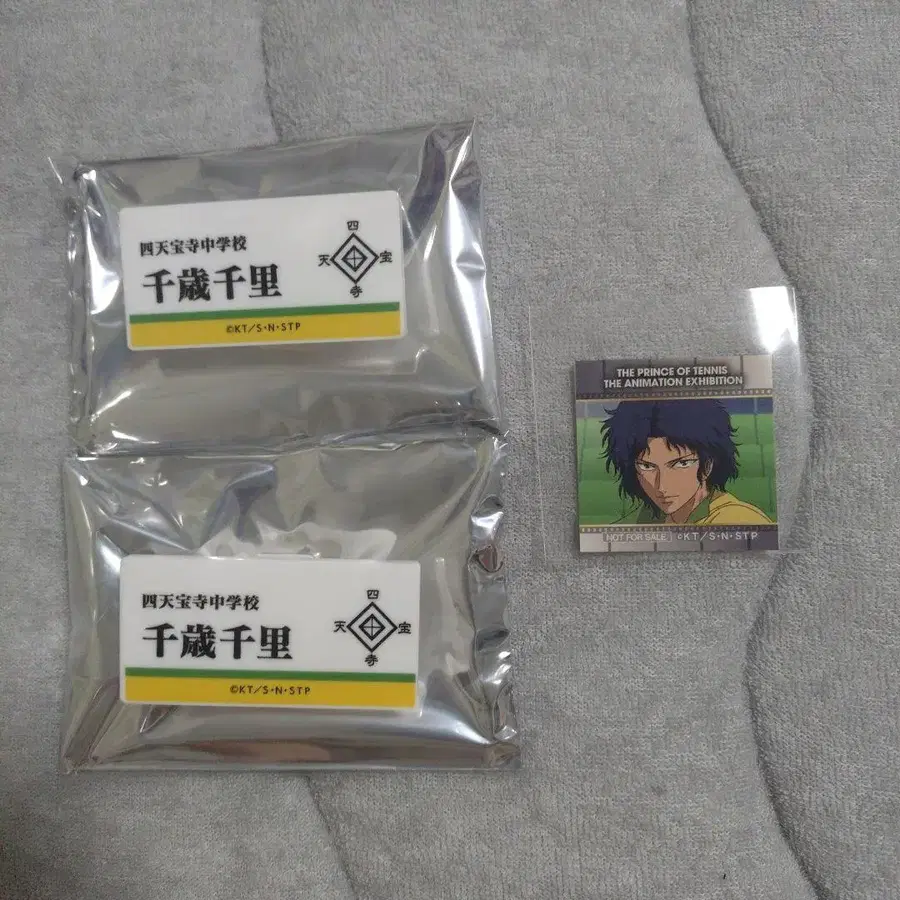 四天宝寺中学校
千歳千里
四
天 宝
寺
©KT/S・N・STP
THE PRINCE OF TENNIS
THE ANIMATION EXHIBITION
NOT FOR SALE ©KT/S・N・STP
四天宝寺中学校
千歳千里
四
天 宝
寺
©KT/S・N・STP